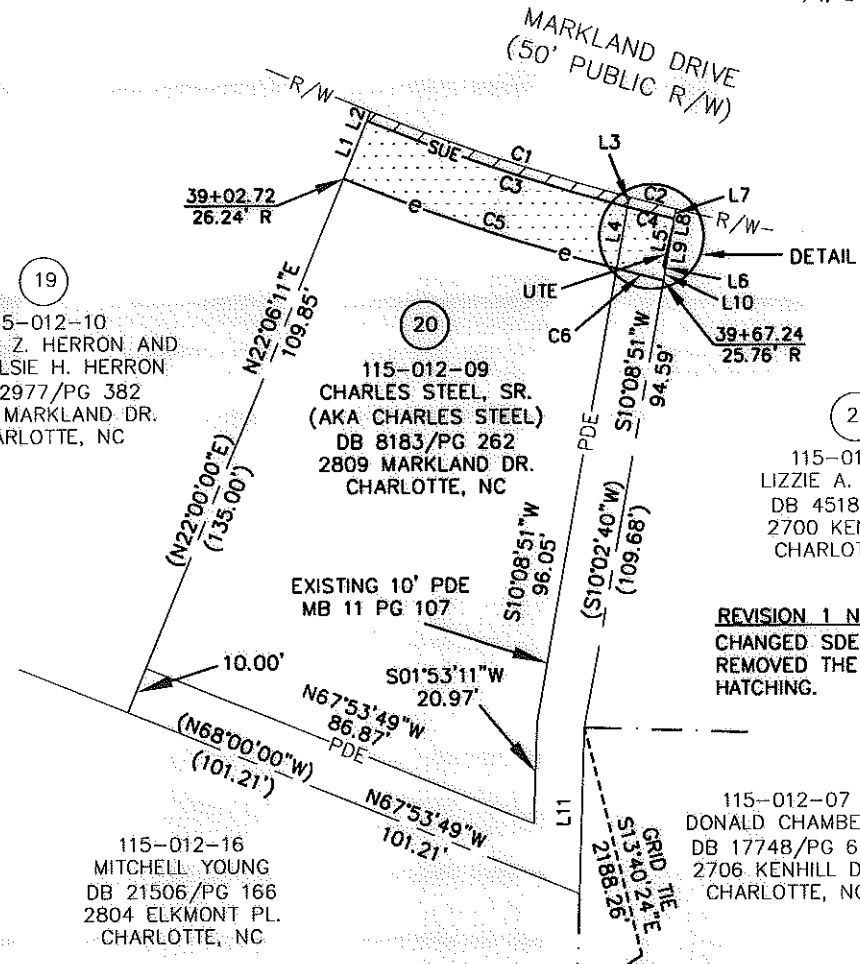 MARKLAND DRIVE
(50' PUBLIC R/W)
R/W
L1
L2
SUE
C1
C3
L3
C2
L7
C4
L8
R/W
L4
L5
L9
DETAIL
39+02.72
26.24' R
e
C5
e
UTE
L6
L10
C6
39+67.24
25.76' R
19
5-012-10
Z. HERRON AND
LSIE H. HERRON
2977/PG 382
MARKLAND DR.
ARLOTTE, NC
N22°06'11"E
109.85'
(N22°00'00"E)
(135.00')
20
115-012-09
CHARLES STEEL, SR.
(AKA CHARLES STEEL)
DB 8183/PG 262
2809 MARKLAND DR.
CHARLOTTE, NC
S10°08'51"W
94.59'
PDE
S10°08'51"W
96.05'
(S10°02'40"W)
(109.68')
2
115-01
LIZZIE A.
DB 4518
2700 KEN
CHARLOT
EXISTING 10' PDE
MB 11 PG 107
REVISION 1 N
CHANGED SDE
REMOVED THE
HATCHING.
10.00'
S01°53'11"W
20.97'
N67°53'49"W
86.87'
PDE
(N68°00'00"W)
(101.21')
N67°53'49"W
101.21'
L11
GRID TIE
S13°40'24"E
2188.26'
115-012-16
MITCHELL YOUNG
DB 21506/PG 166
2804 ELKMONT PL.
CHARLOTTE, NC
115-012-07
DONALD CHAMBE
DB 17748/PG 6
2706 KENHILL D
CHARLOTTE, NC